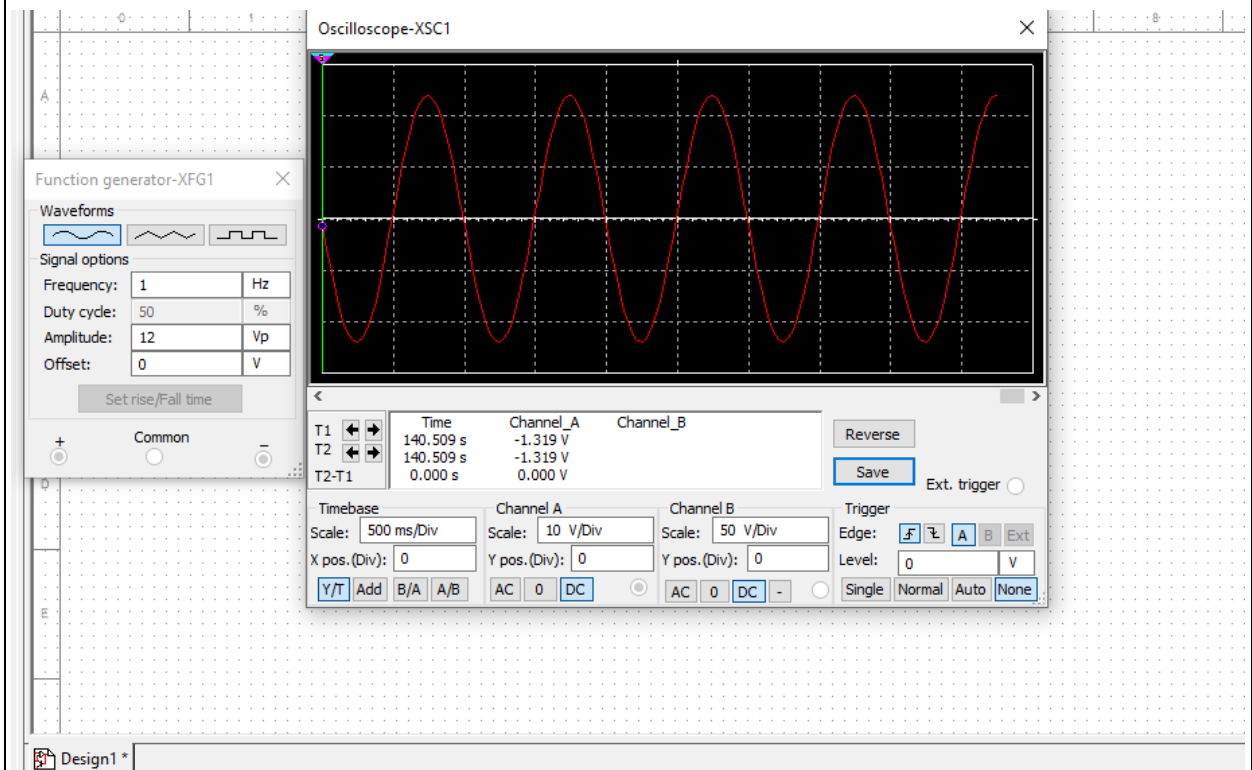 0 1 8
Oscilloscope-XSC1
A
Function generator-XFG1
Waveforms
Signal options
Frequency: 1 Hz
Duty cycle: 50 %
Amplitude: 12 Vp
Offset: 0 V
Set rise/Fall time
+ Common −
D
E
Time Channel_A Channel_B
T1 140.509 s -1.319 V
T2 140.509 s -1.319 V
T2-T1 0.000 s 0.000 V
Reverse
Save
Ext. trigger
Timebase Channel A Channel B Trigger
Scale: 500 ms/Div Scale: 10 V/Div Scale: 50 V/Div Edge: A B Ext
X pos.(Div): 0 Y pos.(Div): 0 Y pos.(Div): 0 Level: 0 V
Y/T Add B/A A/B AC 0 DC AC 0 DC - Single Normal Auto None
Design1 *